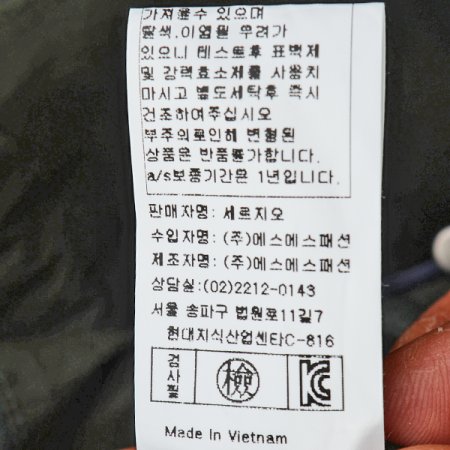 가져올수 있으며
탈색.이염될 우려가
있으니 테스트후 표백제
및 강력효소제를 사용치
마시고 별도세탁후 즉시
건조하여주십시오
부주의로인해 변형된
상품은 반품불가합니다.
a/s보증기간은 1년입니다.
판매자명: 세르지오
수입자명: (주)에스에스패션
제조자명: (주)에스에스패션
상담실: (02)2212-0143
서울 송파구 법원로11길7
현대지식산업센타C-816
검사필 檢 KC
Made In Vietnam